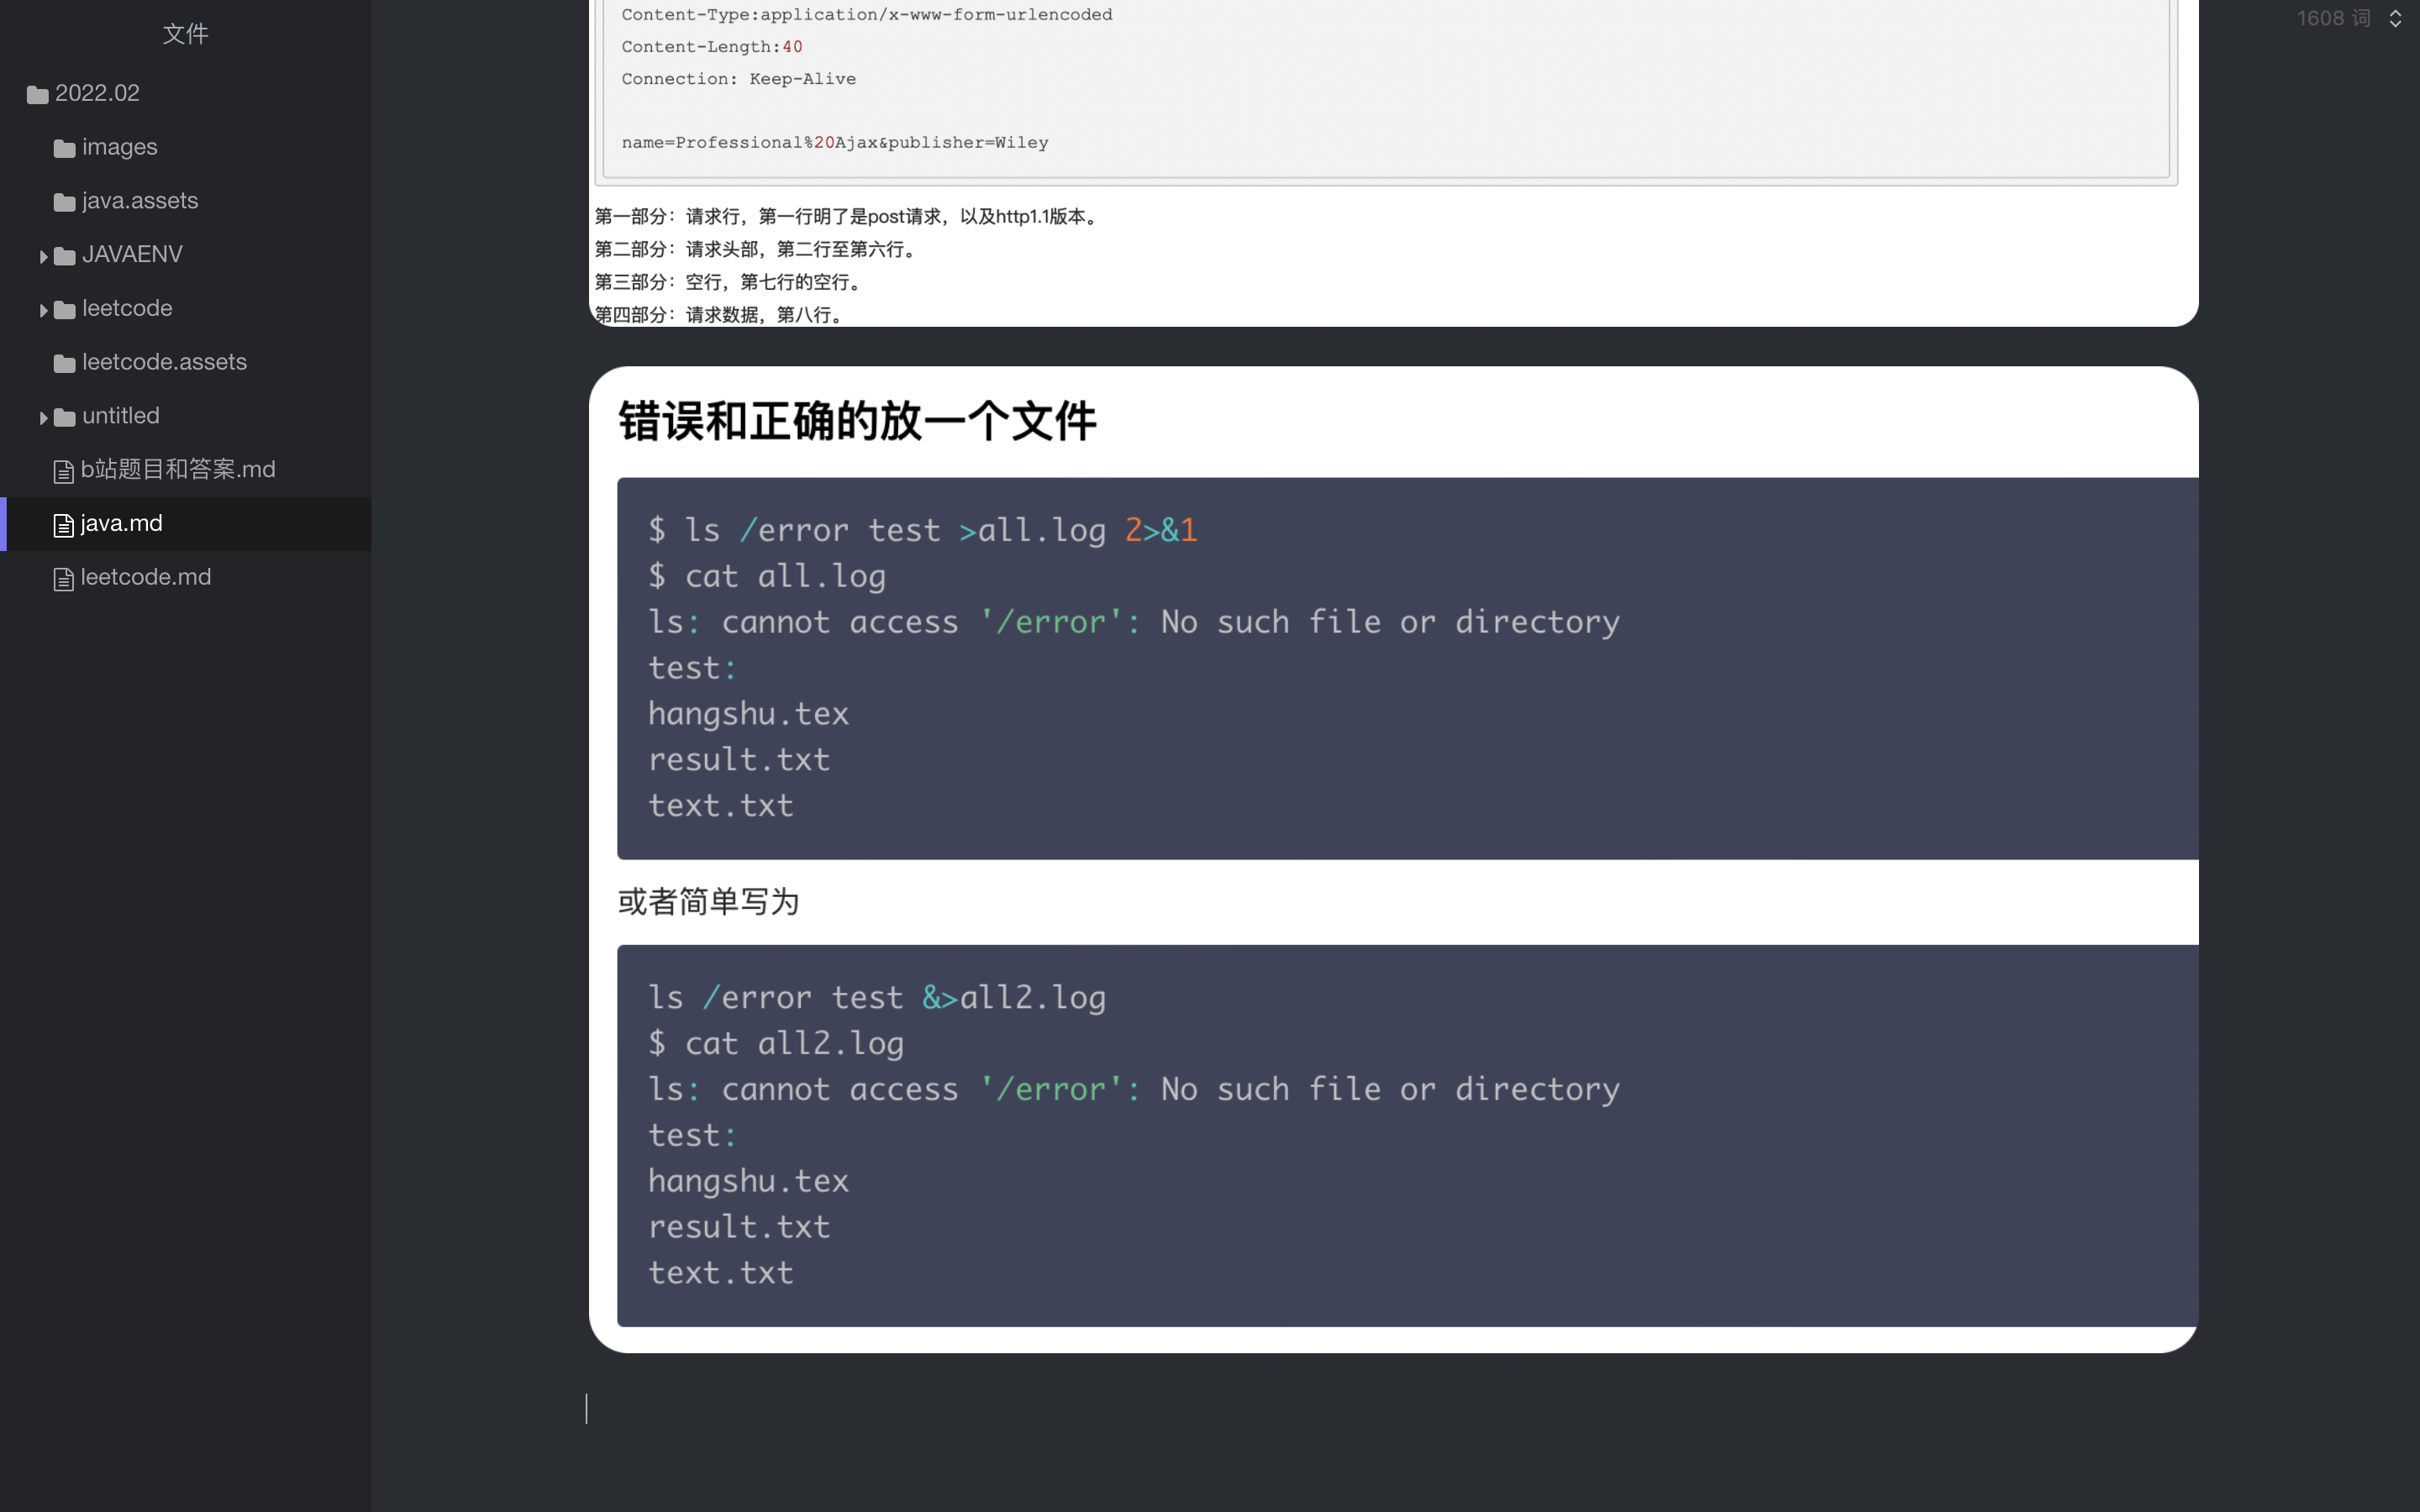 文件
2022.02
images
java.assets
JAVAENV
leetcode
leetcode.assets
untitled
b站题目和答案.md
java.md
leetcode.md
1608 词
Content-Type:application/x-www-form-urlencoded
Content-Length:40
Connection: Keep-Alive
name=Professional%20Ajax&publisher=Wiley
第一部分：请求行，第一行明了是post请求，以及http1.1版本。
第二部分：请求头部，第二行至第六行。
第三部分：空行，第七行的空行。
第四部分：请求数据，第八行。
错误和正确的放一个文件
$ ls /error test >all.log 2>&1
$ cat all.log
ls: cannot access '/error': No such file or directory
test:
hangshu.tex
result.txt
text.txt
或者简单写为
ls /error test &>all2.log
$ cat all2.log
ls: cannot access '/error': No such file or directory
test:
hangshu.tex
result.txt
text.txt